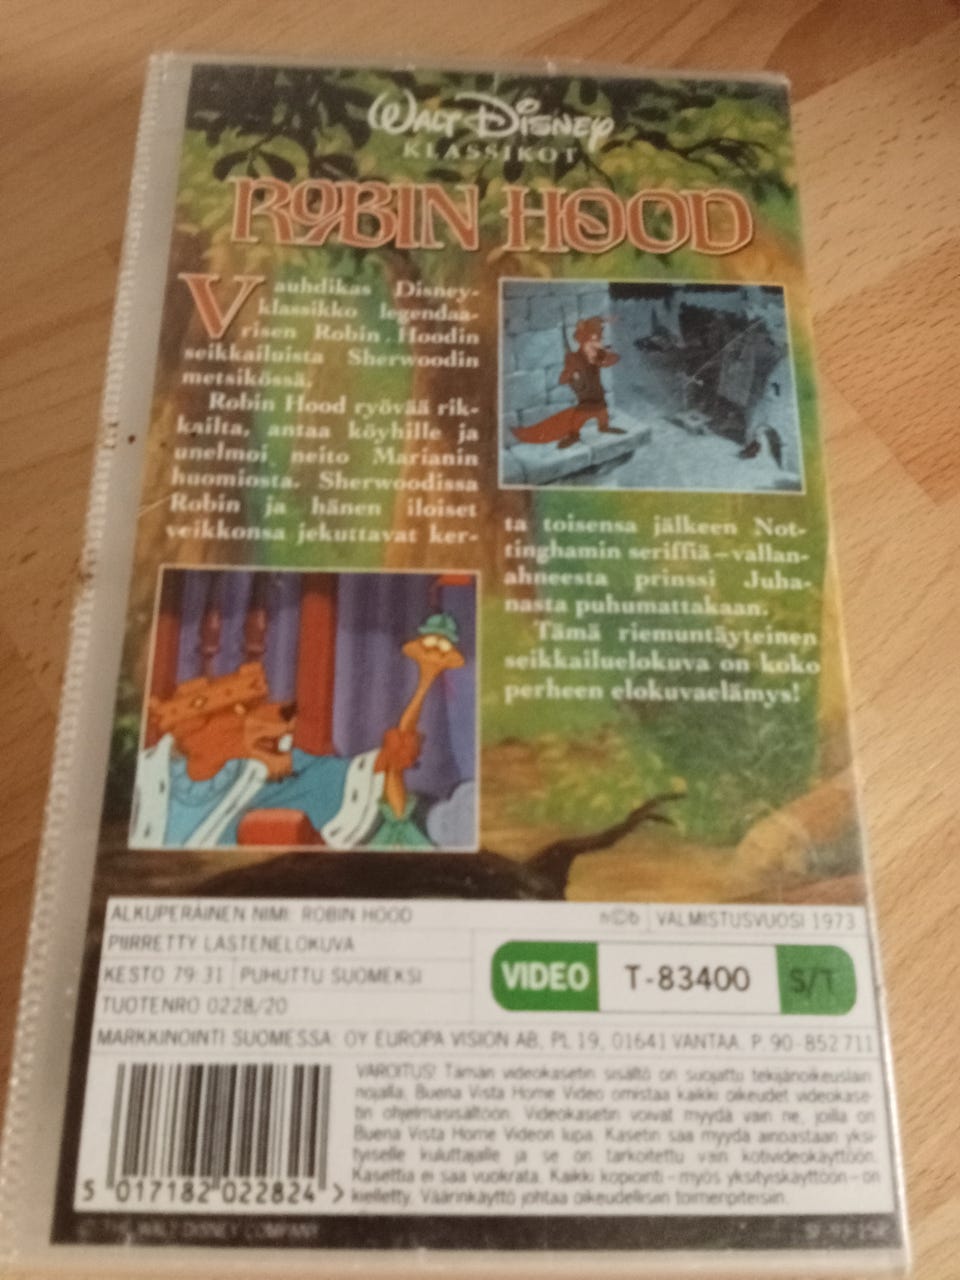 WALT DISNEY
KLASSIKOT
ROBIN HOOD
Vauhdikas Disney-
klassikko legendaa-
risen Robin Hoodin
seikkailuista Sherwoodin
metsikössä.
Robin Hood ryövää rik-
kailta, antaa köyhille ja
unelmoi neito Marianin
huomiosta. Sherwoodissa
Robin ja hänen iloiset
veikkonsa jekuttavat ker-
ta toisensa jälkeen Not-
tinghamin seriffiä – vallan-
ahneesta prinssi Juha-
nasta puhumattakaan.
Tämä riemuntäyteinen
seikkailuelokuva on koko
perheen elokuvaelämys!
ALKUPERÄINEN NIMI: ROBIN HOOD
VALMISTUSVUOSI 1973
PIIRRETTY LASTENELOKUVA
KESTO 79:31 PUHUTTU SUOMEKSI
VIDEO T-83400 S/T
TUOTENRO 0228/20
MARKKINOINTI SUOMESSA: OY EUROPA VISION AB, PL 19, 01641 VANTAA. P. 90-852711
VAROITUS! Tämän videokasetin sisältö on suojattu tekijänoikeuslain
nojalla. Buena Vista Home Video omistaa kaikki oikeudet videokase-
tin ohjelmasisältöön. Videokasetin voivat myydä vain ne, joilla on
Buena Vista Home Videon lupa. Kasetin saa myydä ainoastaan yksi-
tyiselle kuluttajalle ja se on tarkoitettu vain kotivideokäyttöön.
Kasettia ei saa vuokrata. Kaikki kopiointi – myös yksityiskäyttöön – on
kielletty. Väärinkäyttö johtaa oikeudellisiin toimenpiteisiin.
5 017182 022824 >
© THE WALT DISNEY COMPANY